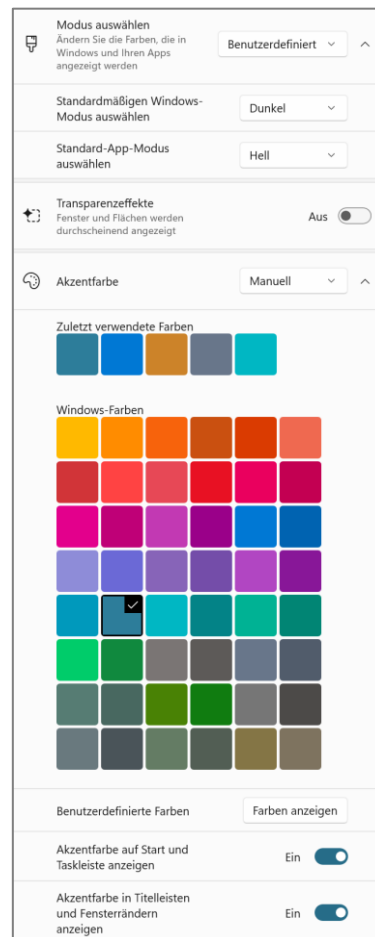 Modus auswählen
Ändern Sie die Farben, die in
Windows und Ihren Apps
angezeigt werden
Benutzerdefiniert
Standardmäßigen Windows-
Modus auswählen
Dunkel
Standard-App-Modus
auswählen
Hell
Transparenzeffekte
Fenster und Flächen werden
durchscheinend angezeigt
Aus
Akzentfarbe
Manuell
Zuletzt verwendete Farben
Windows-Farben
Benutzerdefinierte Farben
Farben anzeigen
Akzentfarbe auf Start und
Taskleiste anzeigen
Ein
Akzentfarbe in Titelleisten
und Fensterrändern
anzeigen
Ein